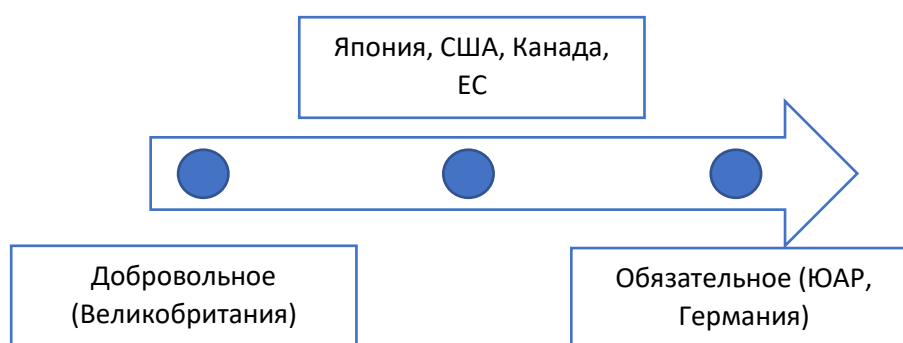 Япония, США, Канада,
ЕС
Добровольное
(Великобритания)
Обязательное (ЮАР,
Германия)